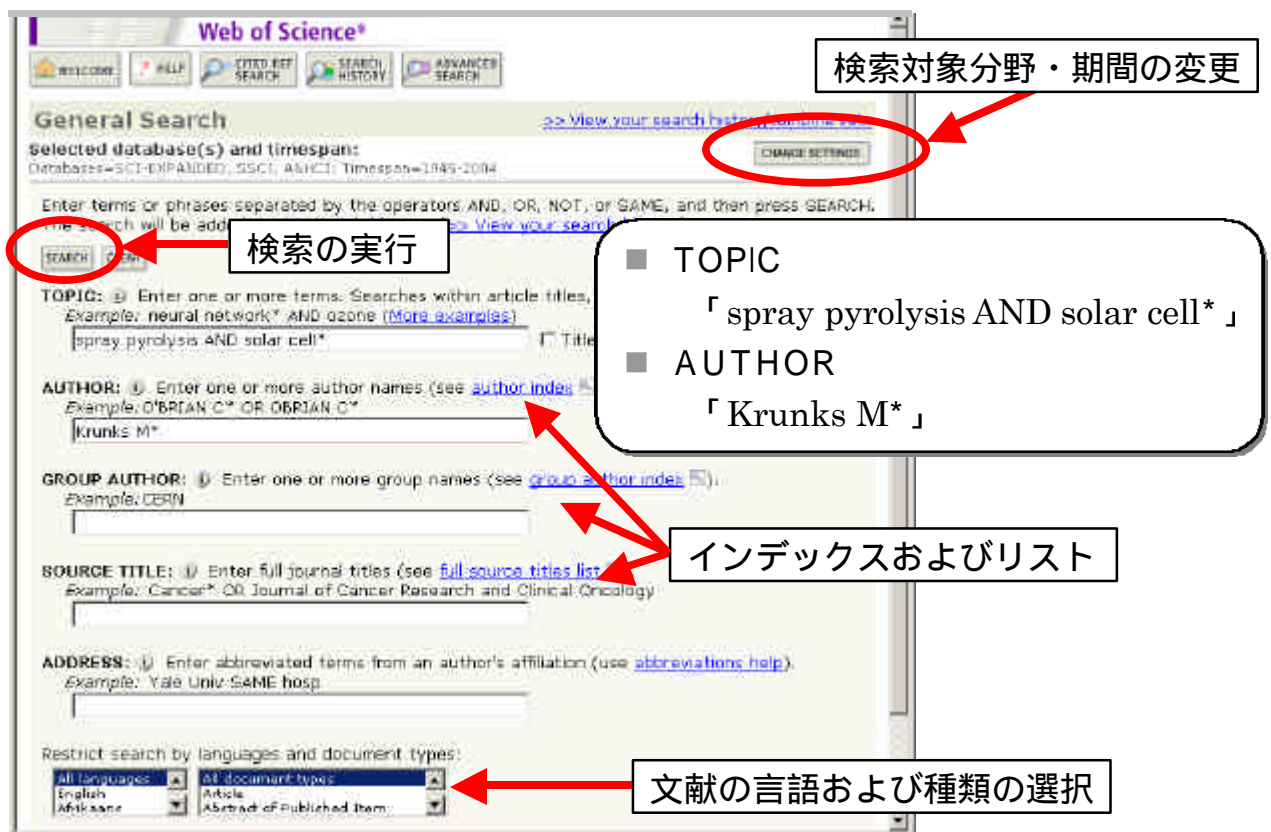 Web of Science®
検索対象分野・期間の変更
WELCOME
? HELP
CITED REF SEARCH
SEARCH HISTORY
ADVANCED SEARCH
General Search
>> View your search history/combine sets
Selected database(s) and timespan:
CHANGE SETTINGS
Databases=SCI-EXPANDED, SSCI, A&HCI; Timespan=1945-2004
Enter terms or phrases separated by the operators AND, OR, NOT, or SAME, and then press SEARCH.
The search will be add
>> View your search
検索の実行
SEARCH
CLEAR
■ TOPIC
「spray pyrolysis AND solar cell*」
■ AUTHOR
「Krunks M*」
TOPIC: Enter one or more terms. Searches within article titles,
Example: neural network* AND ozone (More examples)
spray pyrolysis AND solar cell*
Title
AUTHOR: Enter one or more author names (see author index
Example: O'BRIAN C* OR OBRIAN C*
Krunks M*
GROUP AUTHOR: Enter one or more group names (see group author index ).
Example: CERN
インデックスおよびリスト
SOURCE TITLE: Enter full journal titles (see full source titles list
Example: Cancer* OR Journal of Cancer Research and Clinical Oncology
ADDRESS: Enter abbreviated terms from an author's affiliation (use abbreviations help).
Example: Yale Univ SAME hosp
Restrict search by languages and document types:
All languages
English
Afrikaans
All document types
Article
Abstract of Published Item
文献の言語および種類の選択